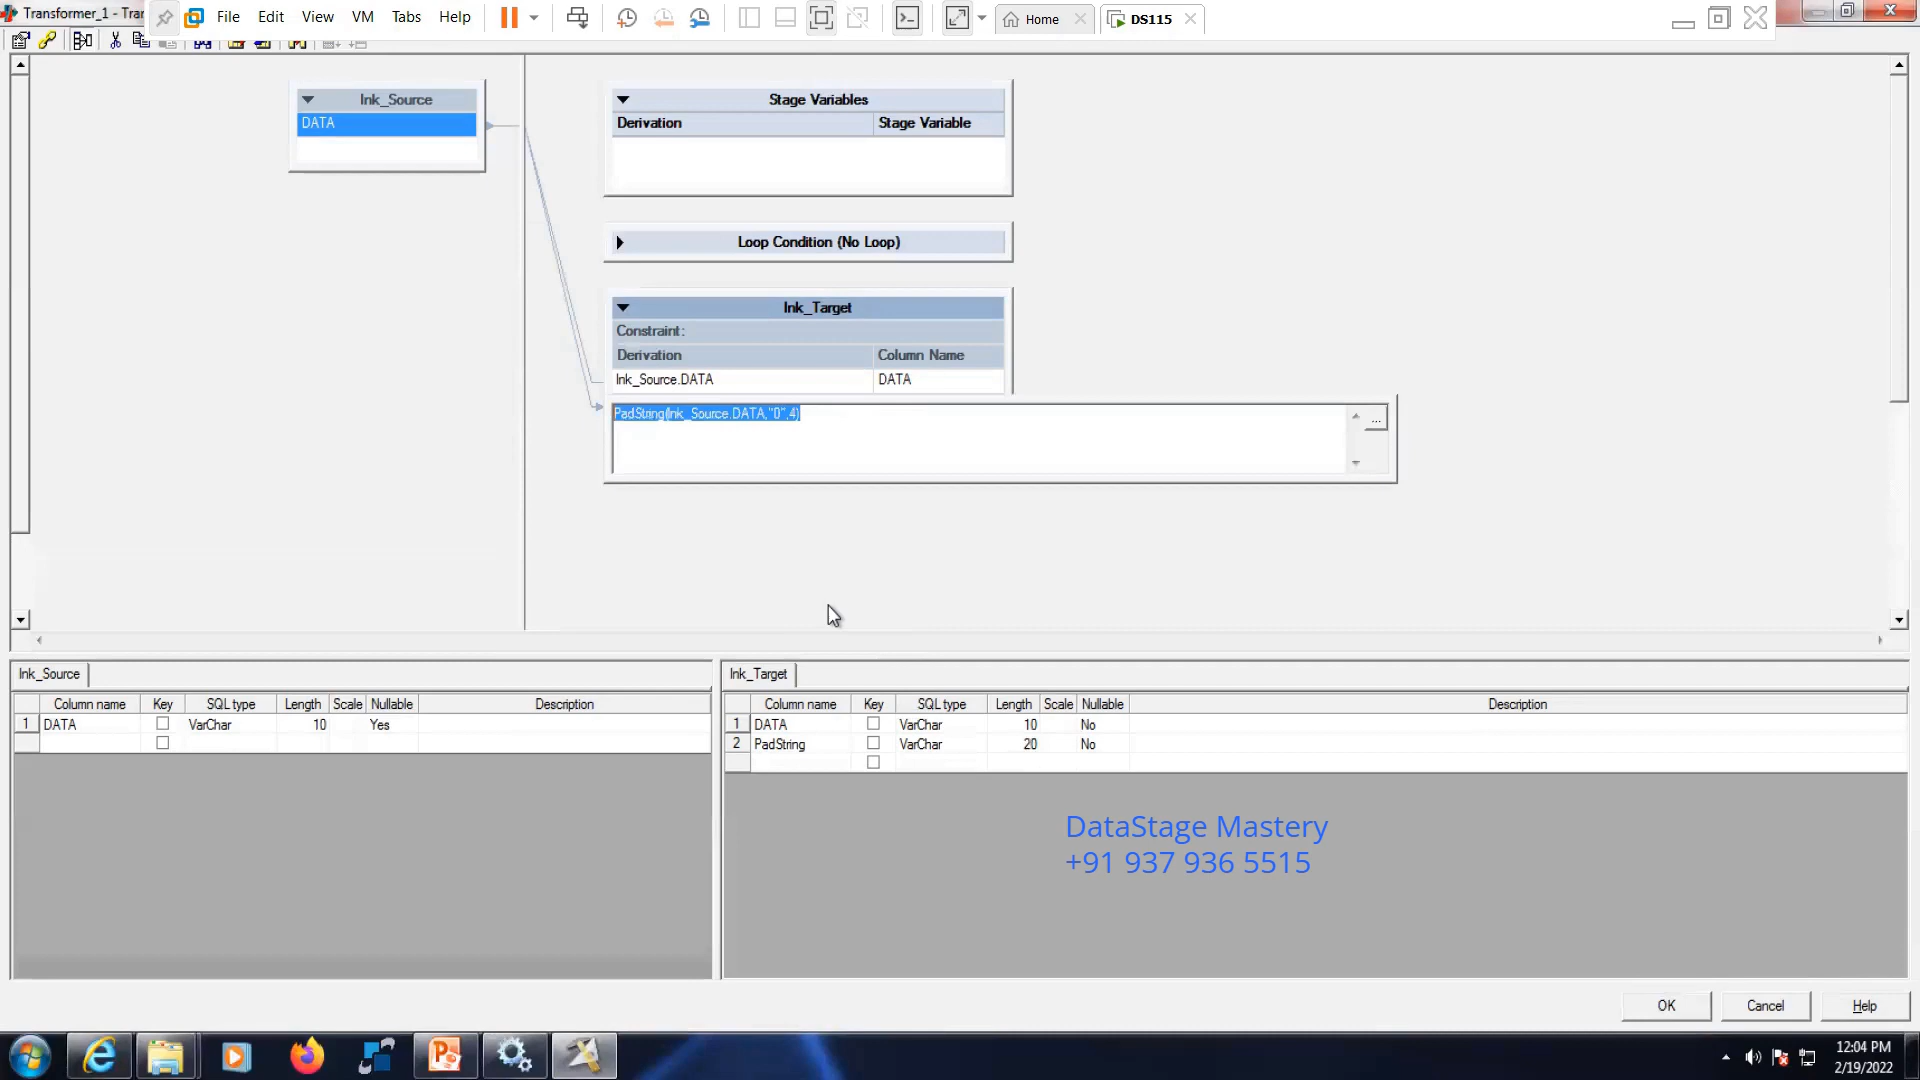 Transformer_1 - Tra
File Edit View VM Tabs Help
Home
DS115
lnk_Source
DATA
Stage Variables
Derivation Stage Variable
Loop Condition (No Loop)
lnk_Target
Constraint:
Derivation Column Name
lnk_Source.DATA DATA
PadString(lnk_Source.DATA,"0",4)
...
lnk_Source
Column name Key SQL type Length Scale Nullable Description
1 DATA VarChar 10 Yes
lnk_Target
Column name Key SQL type Length Scale Nullable Description
1 DATA VarChar 10 No
2 PadString VarChar 20 No
DataStage Mastery
+91 937 936 5515
OK Cancel Help
12:04 PM
2/19/2022